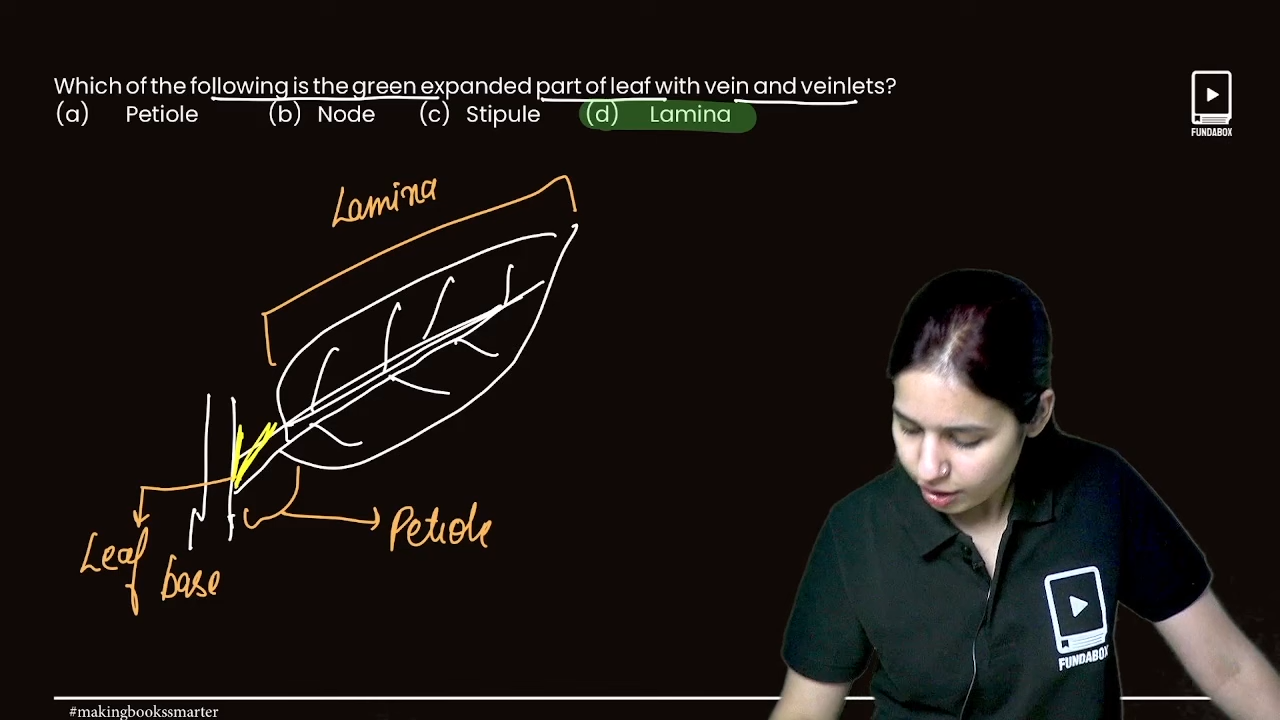 Which of the following is the green expanded part of leaf with vein and veinlets?
(a) Petiole (b) Node (c) Stipule (d) Lamina
FUNDABOX
Lamina
Petiole
Leaf
base
FUNDABOX
#makingbookssmarter